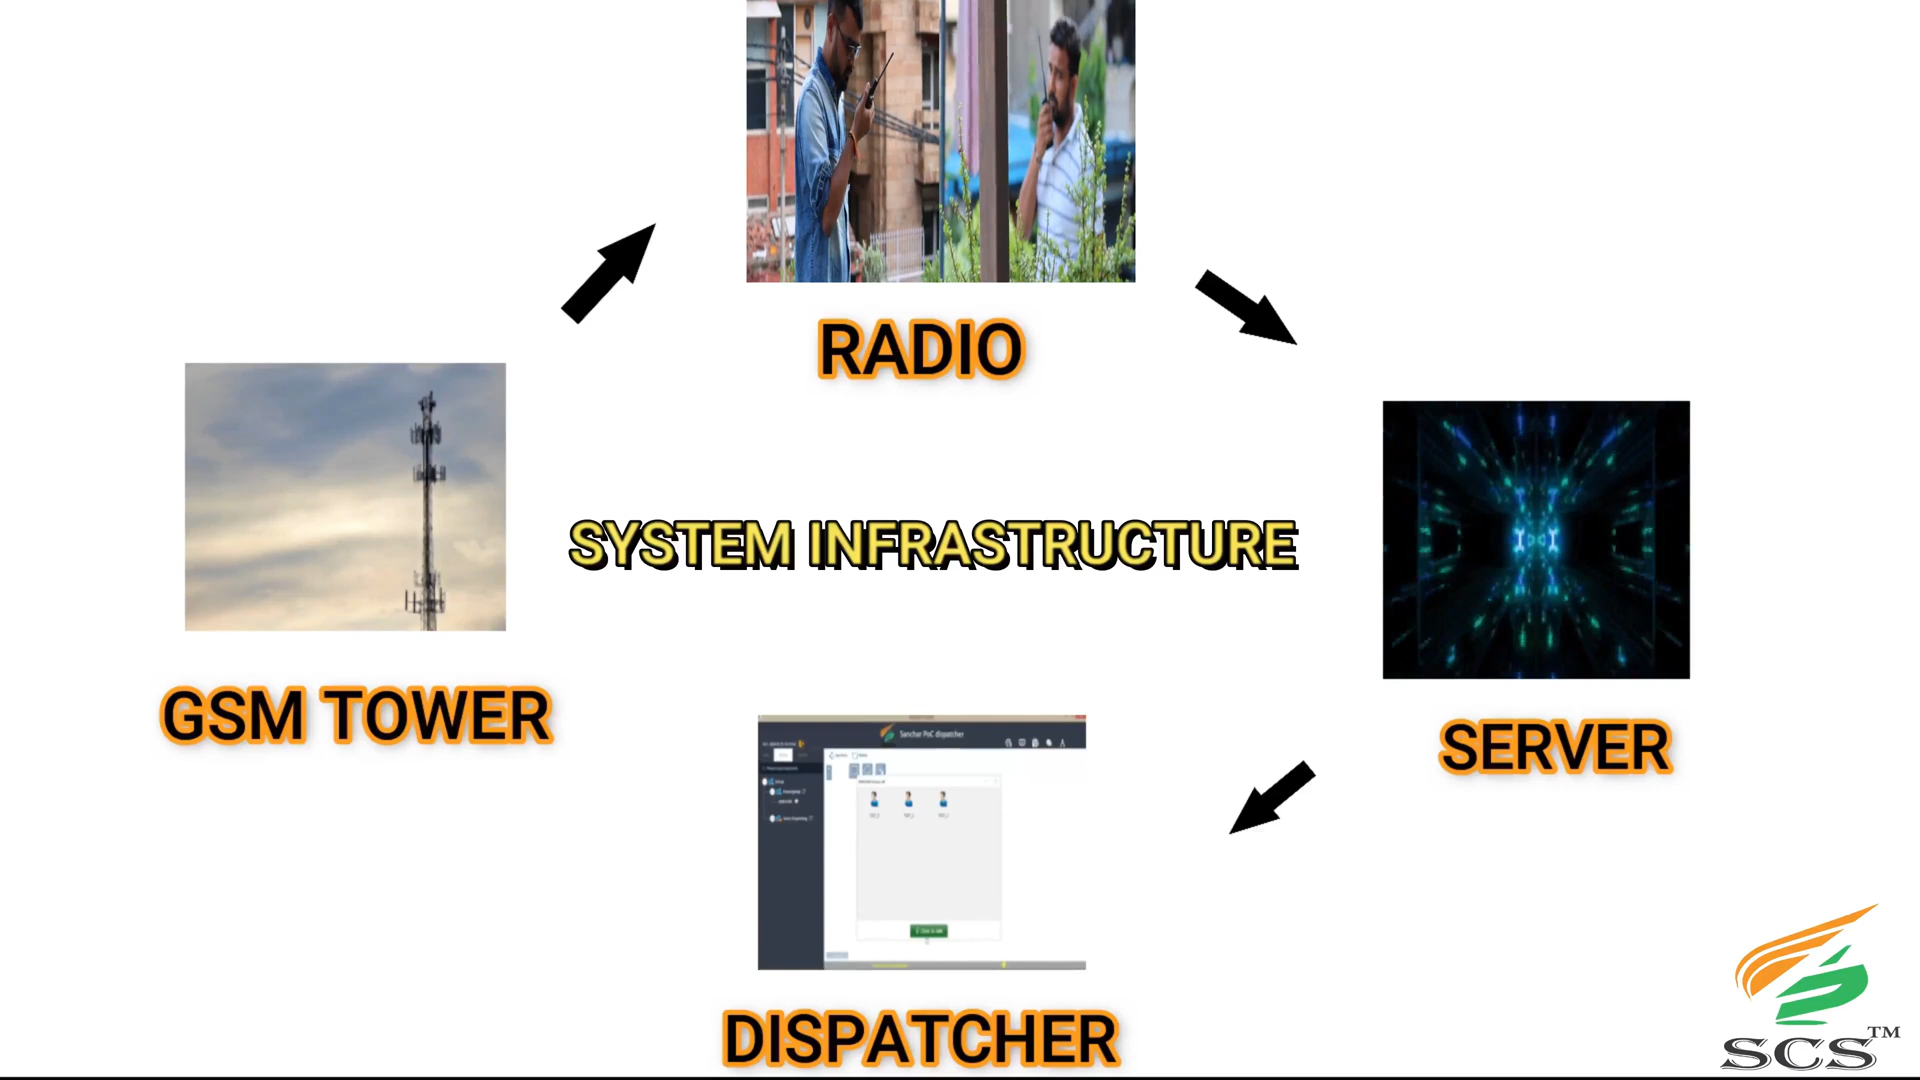 RADIO
SYSTEM INFRASTRUCTURE
GSM TOWER
SERVER
Sanchar PoC dispatcher
DISPATCHER
SCS™